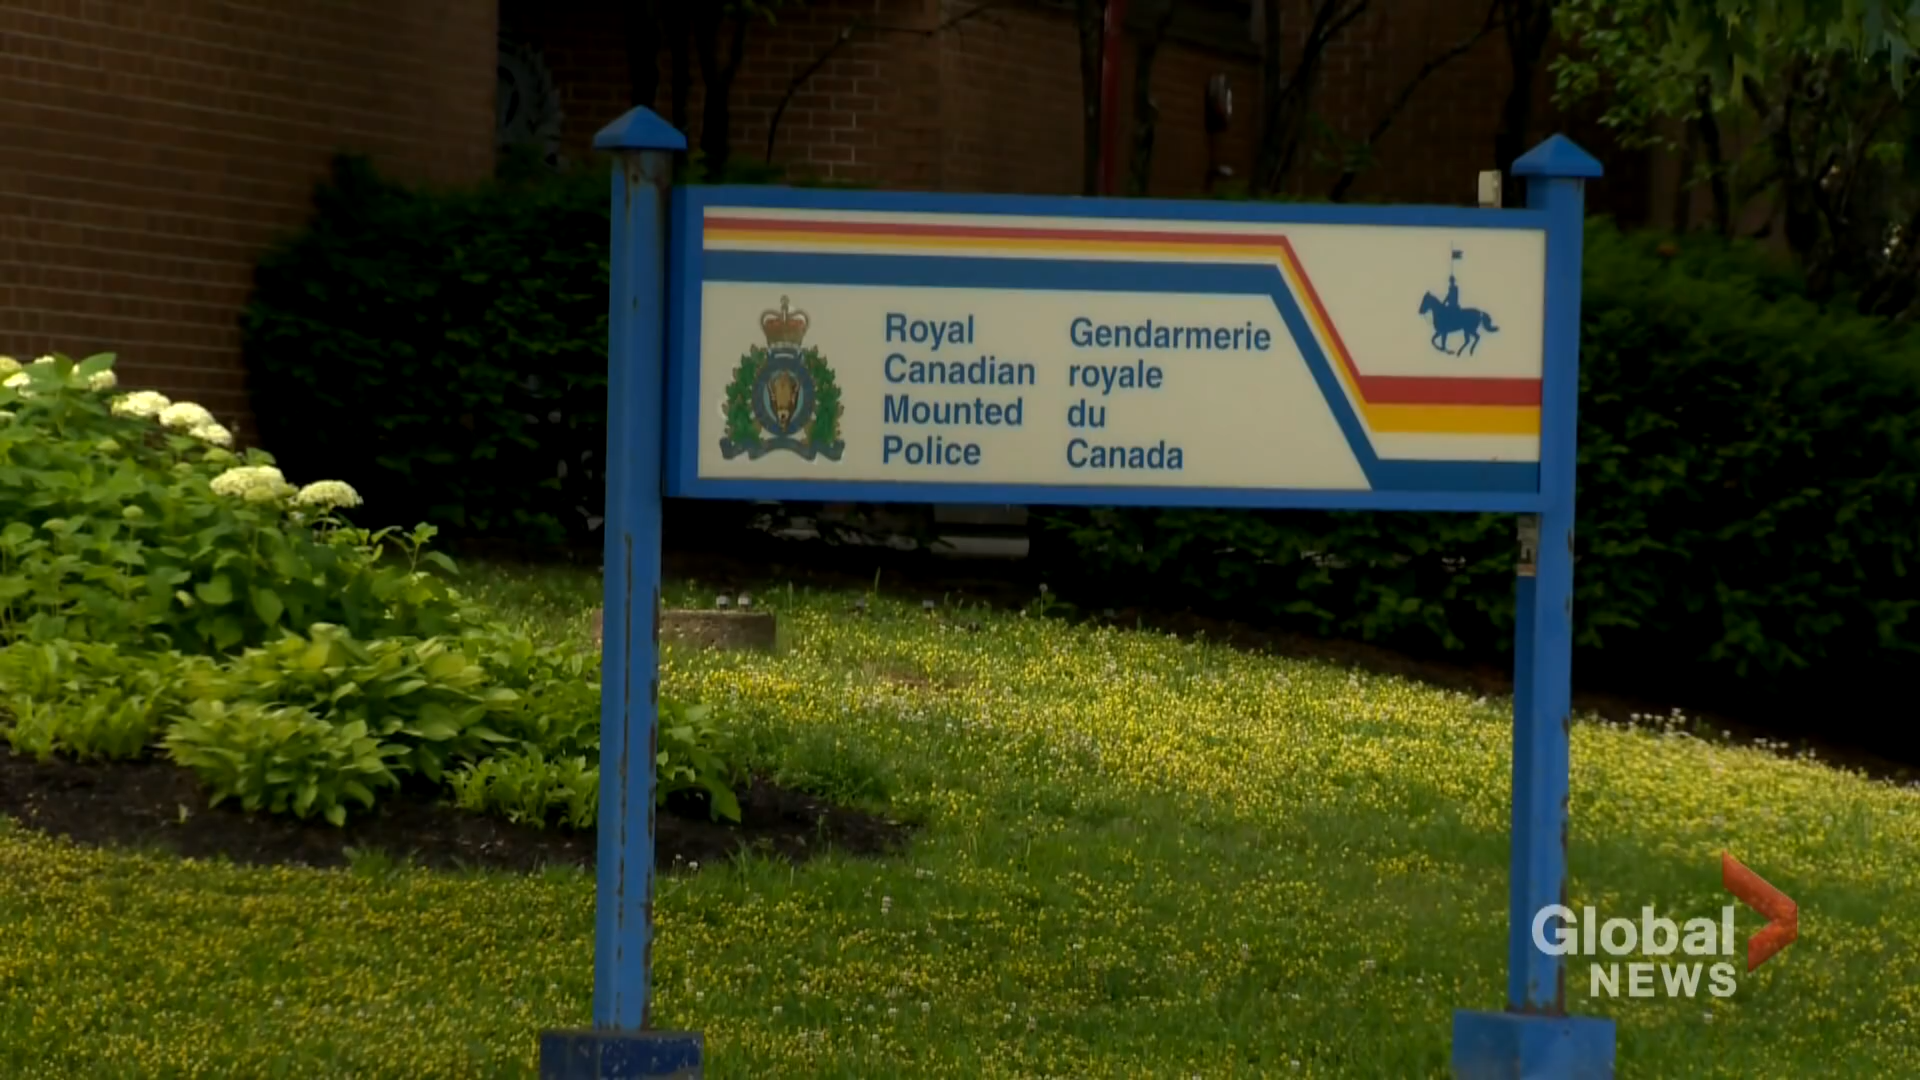 Royal
Canadian
Mounted
Police
Gendarmerie
royale
du
Canada
Global
NEWS